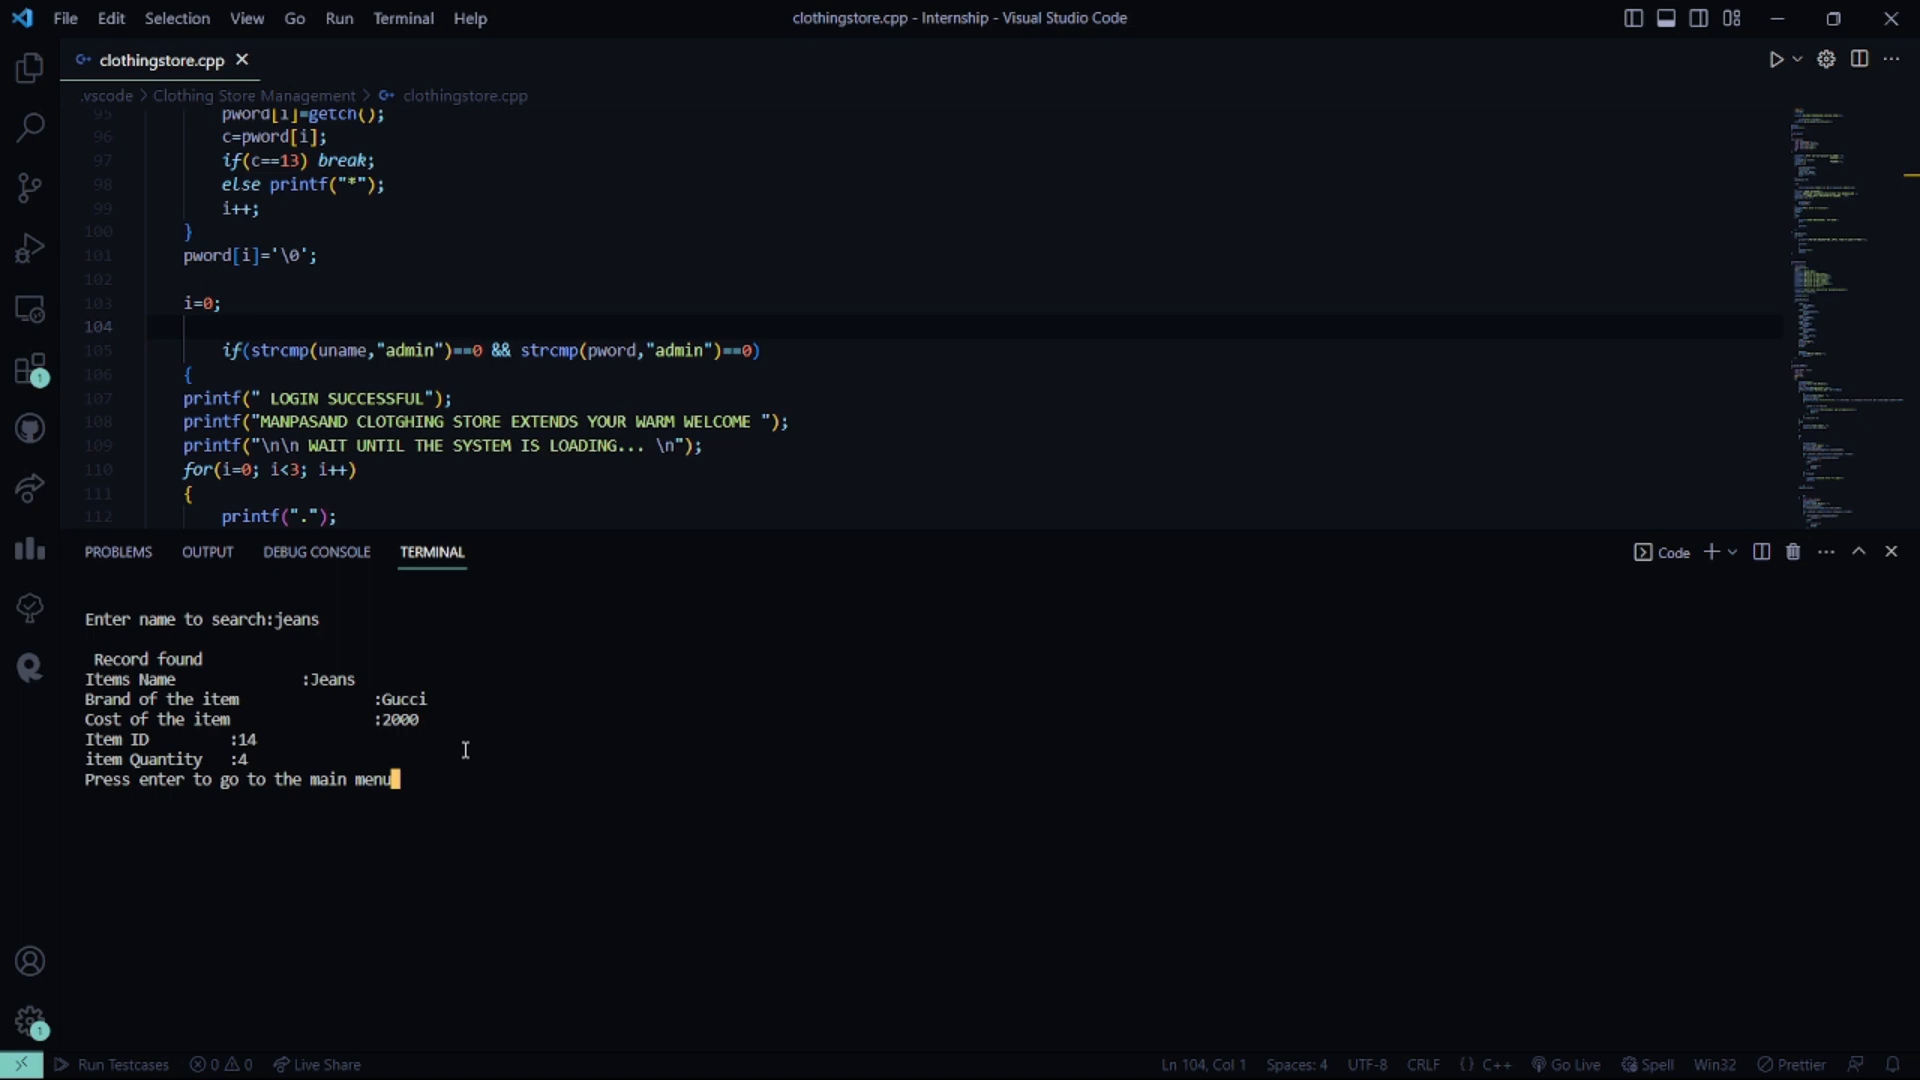 File Edit Selection View Go Run Terminal Help
clothingstore.cpp - Internship - Visual Studio Code
clothingstore.cpp
.vscode > Clothing Store Management > clothingstore.cpp
95 pword[i]=getch();
96 c=pword[i];
97 if(c==13) break;
98 else printf("*");
99 i++;
100 }
101 pword[i]='\0';
102
103 i=0;
104
105 if(strcmp(uname,"admin")==0 && strcmp(pword,"admin")==0)
106 {
107 printf(" LOGIN SUCCESSFUL");
108 printf("MANPASAND CLOTGHING STORE EXTENDS YOUR WARM WELCOME ");
109 printf("\n\n WAIT UNTIL THE SYSTEM IS LOADING... \n");
110 for(i=0; i<3; i++)
111 {
112 printf(".");
PROBLEMS OUTPUT DEBUG CONSOLE TERMINAL
Code
Enter name to search:jeans
Record found
Items Name :Jeans
Brand of the item :Gucci
Cost of the item :2000
Item ID :14
item Quantity :4
Press enter to go to the main menu
1
1
Run Testcases 0 0 Live Share
Ln 104, Col 1 Spaces: 4 UTF-8 CRLF {} C++ Go Live Spell Win32 Prettier